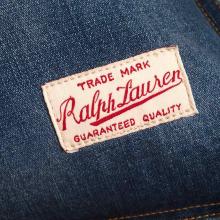 TRADE MARK
Ralph Lauren
GUARANTEED QUALITY